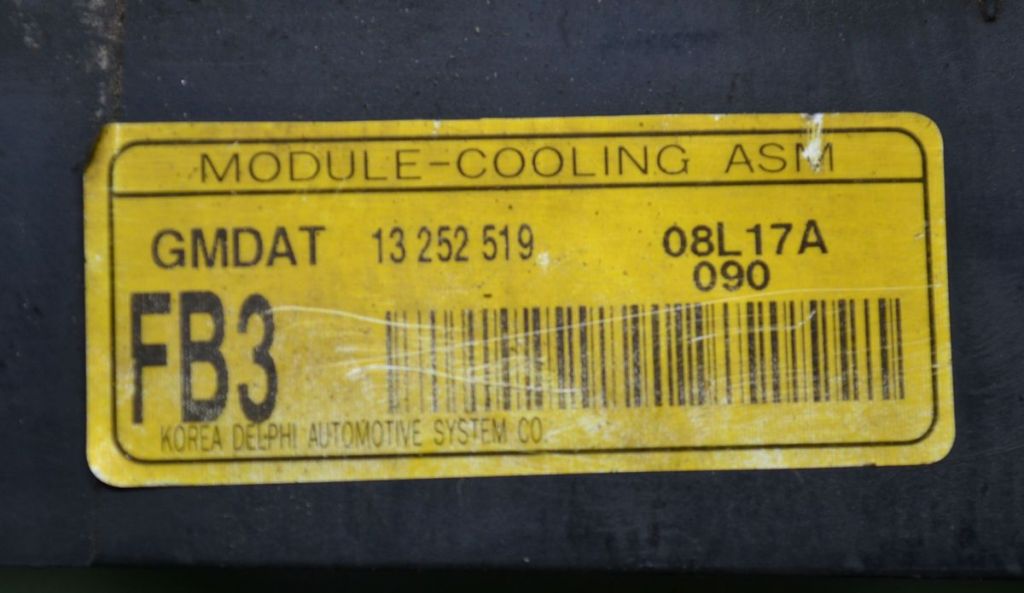 MODULE-COOLING ASM
GMDAT 13 252 519 08L17A
090
FB3
KOREA DELPHI AUTOMOTIVE SYSTEM CO.